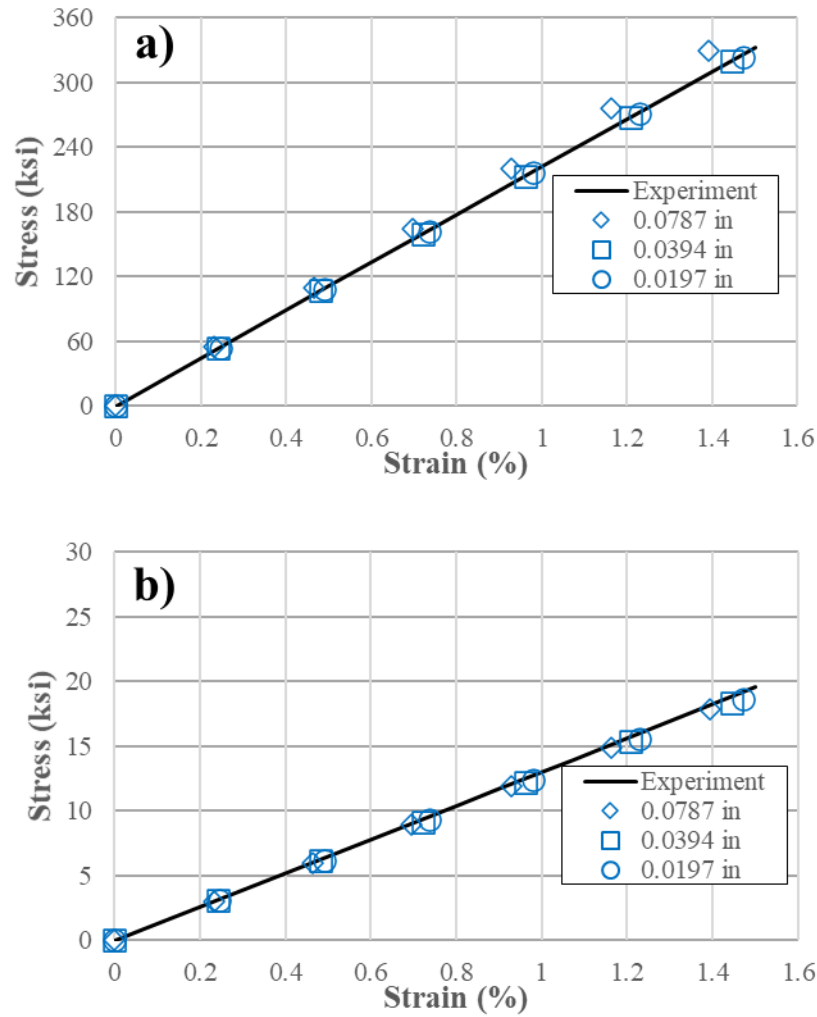 a)
360
300
240
180
120
60
0
Stress (ksi)
Experiment
0.0787 in
0.0394 in
0.0197 in
0 0.2 0.4 0.6 0.8 1 1.2 1.4 1.6
Strain (%)
b)
30
25
20
15
10
5
0
Stress (ksi)
Experiment
0.0787 in
0.0394 in
0.0197 in
0 0.2 0.4 0.6 0.8 1 1.2 1.4 1.6
Strain (%)